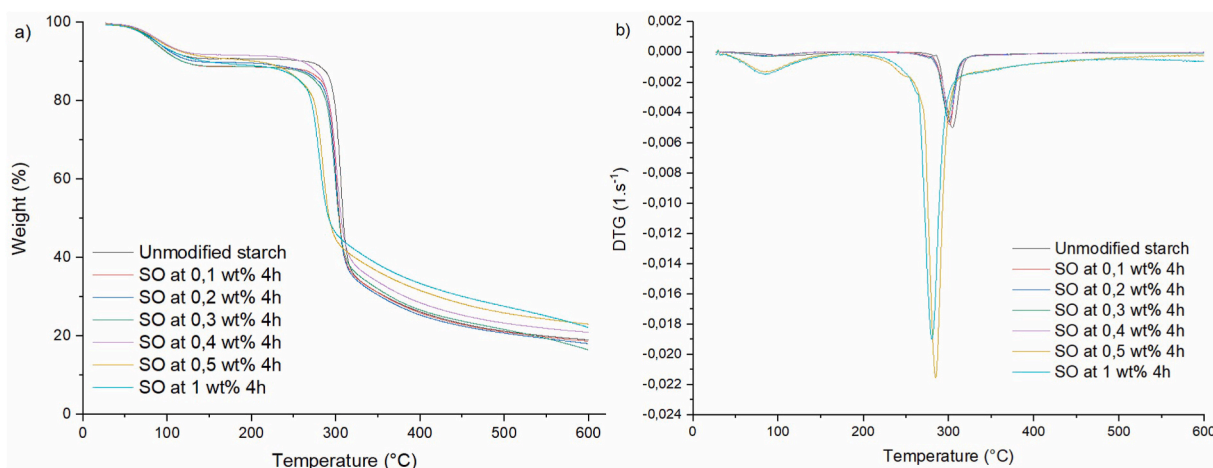 a)
Weight (%)
100
80
60
40
20
0
Unmodified starch
SO at 0,1 wt% 4h
SO at 0,2 wt% 4h
SO at 0,3 wt% 4h
SO at 0,4 wt% 4h
SO at 0,5 wt% 4h
SO at 1 wt% 4h
0 100 200 300 400 500 600
Temperature (°C)
b)
DTG (1.s⁻¹)
0,000
-0,002
-0,004
-0,006
-0,008
-0,010
-0,012
-0,014
-0,016
-0,018
-0,020
-0,022
-0,024
Unmodified starch
SO at 0,1 wt% 4h
SO at 0,2 wt% 4h
SO at 0,3 wt% 4h
SO at 0,4 wt% 4h
SO at 0,5 wt% 4h
SO at 1 wt% 4h
0 100 200 300 400 500 600
Temperature (°C)